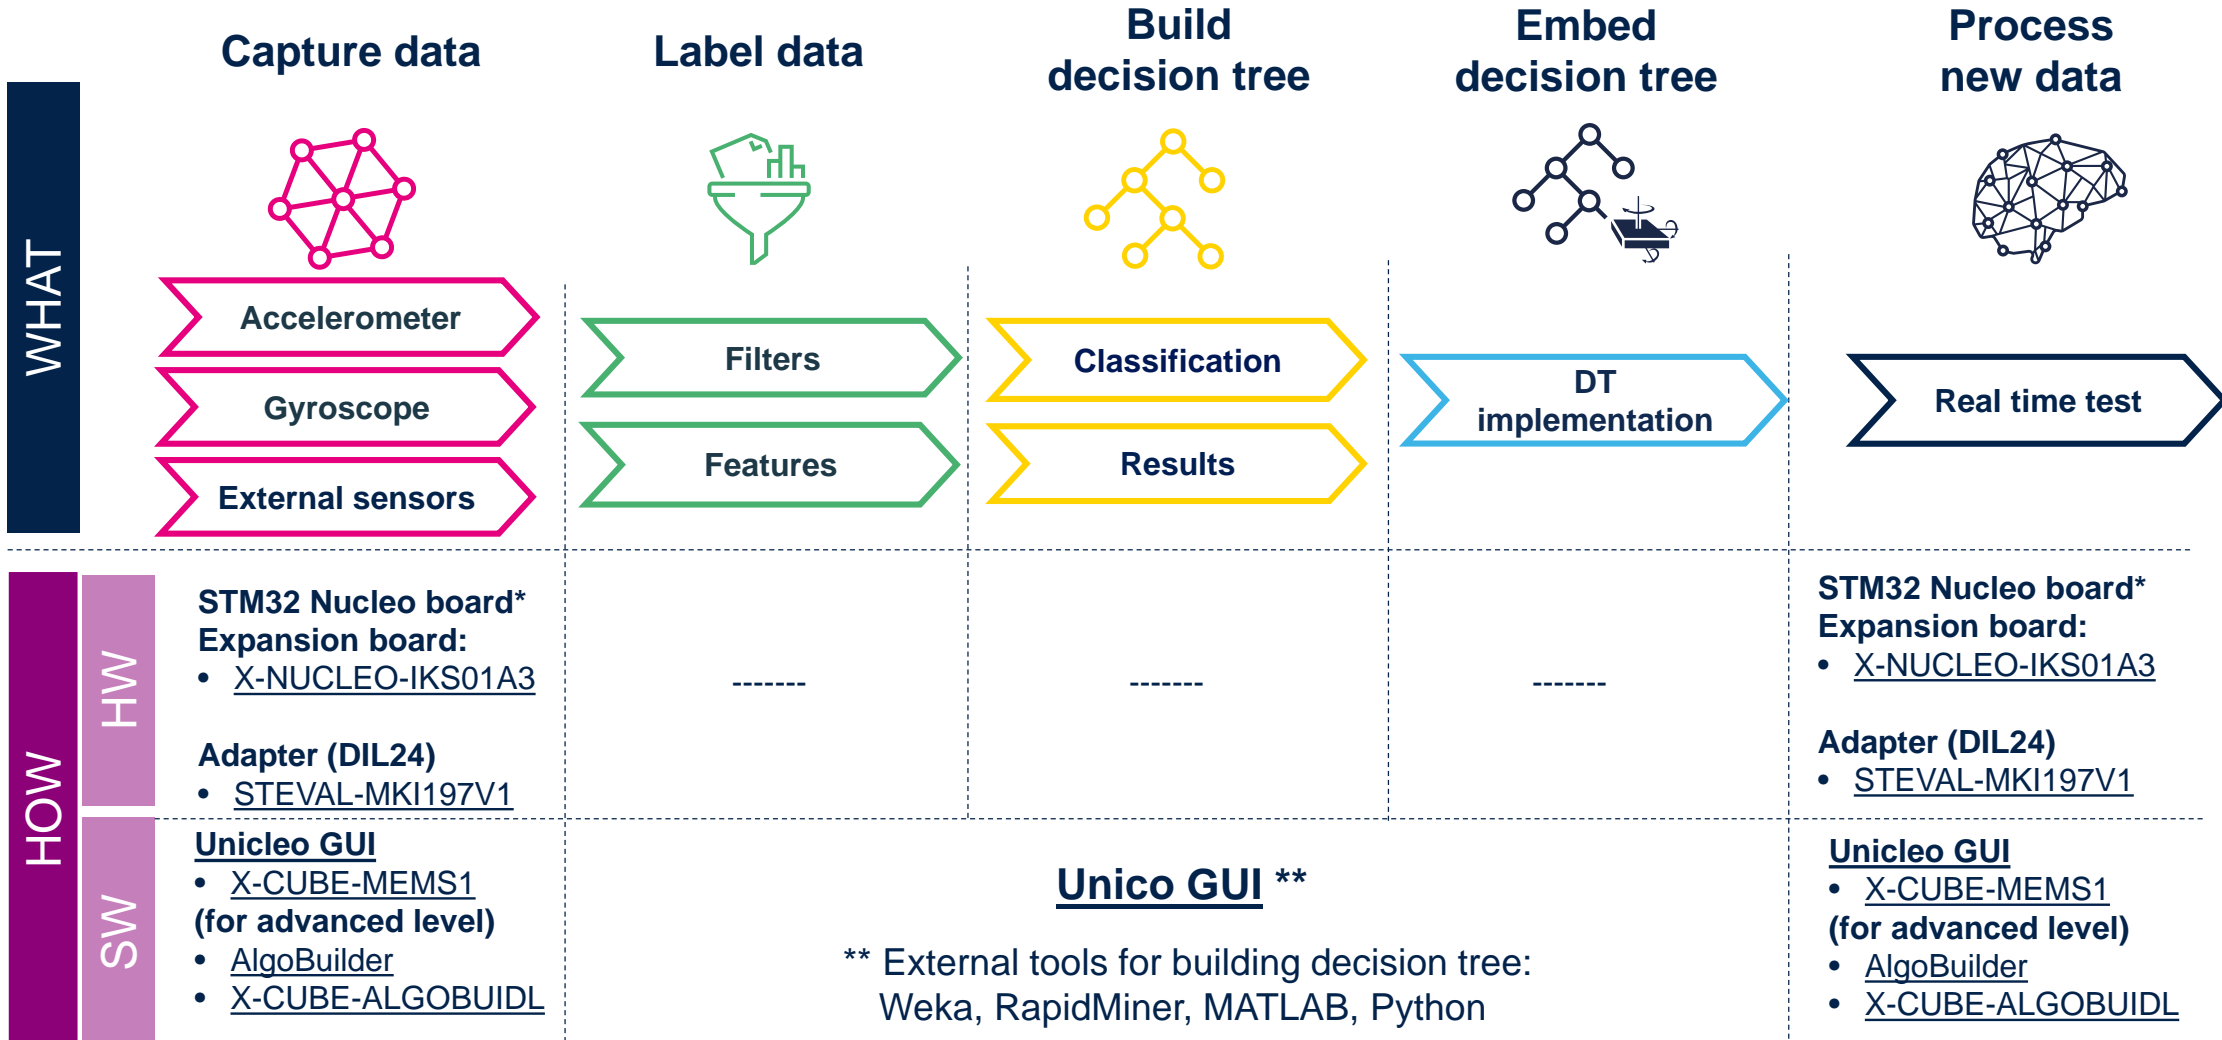 Capture data
Label data
Build
decision tree
Embed
decision tree
Process
new data
WHAT
Accelerometer
Gyroscope
External sensors
Filters
Features
Classification
Results
DT
implementation
Real time test
HOW
HW
STM32 Nucleo board*
Expansion board:
• X-NUCLEO-IKS01A3
Adapter (DIL24)
• STEVAL-MKI197V1
-------
-------
-------
STM32 Nucleo board*
Expansion board:
• X-NUCLEO-IKS01A3
Adapter (DIL24)
• STEVAL-MKI197V1
SW
Unicleo GUI
• X-CUBE-MEMS1
(for advanced level)
• AlgoBuilder
• X-CUBE-ALGOBUIDL
Unico GUI **
** External tools for building decision tree:
Weka, RapidMiner, MATLAB, Python
Unicleo GUI
• X-CUBE-MEMS1
(for advanced level)
• AlgoBuilder
• X-CUBE-ALGOBUIDL